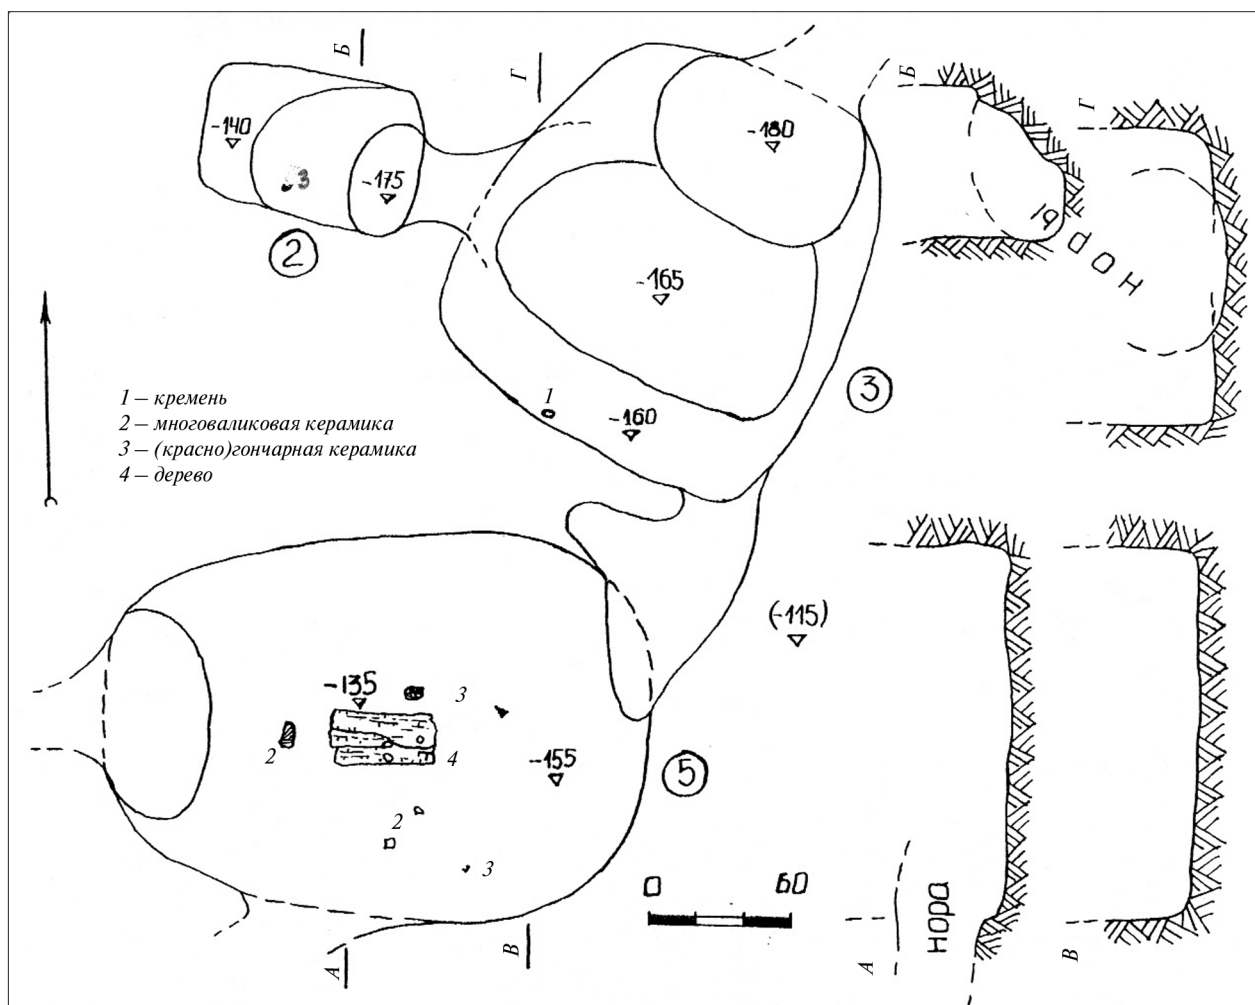 Б
Г
Б
Г
-140
3
-175
2
-180
-165
норы
1 – кремень
2 – многоваликовая керамика
3 – (красно)гончарная керамика
4 – дерево
1
-160
3
(-115)
-135
3
2
4
-155
5
2
3
0 60
нора
А
В
А
В